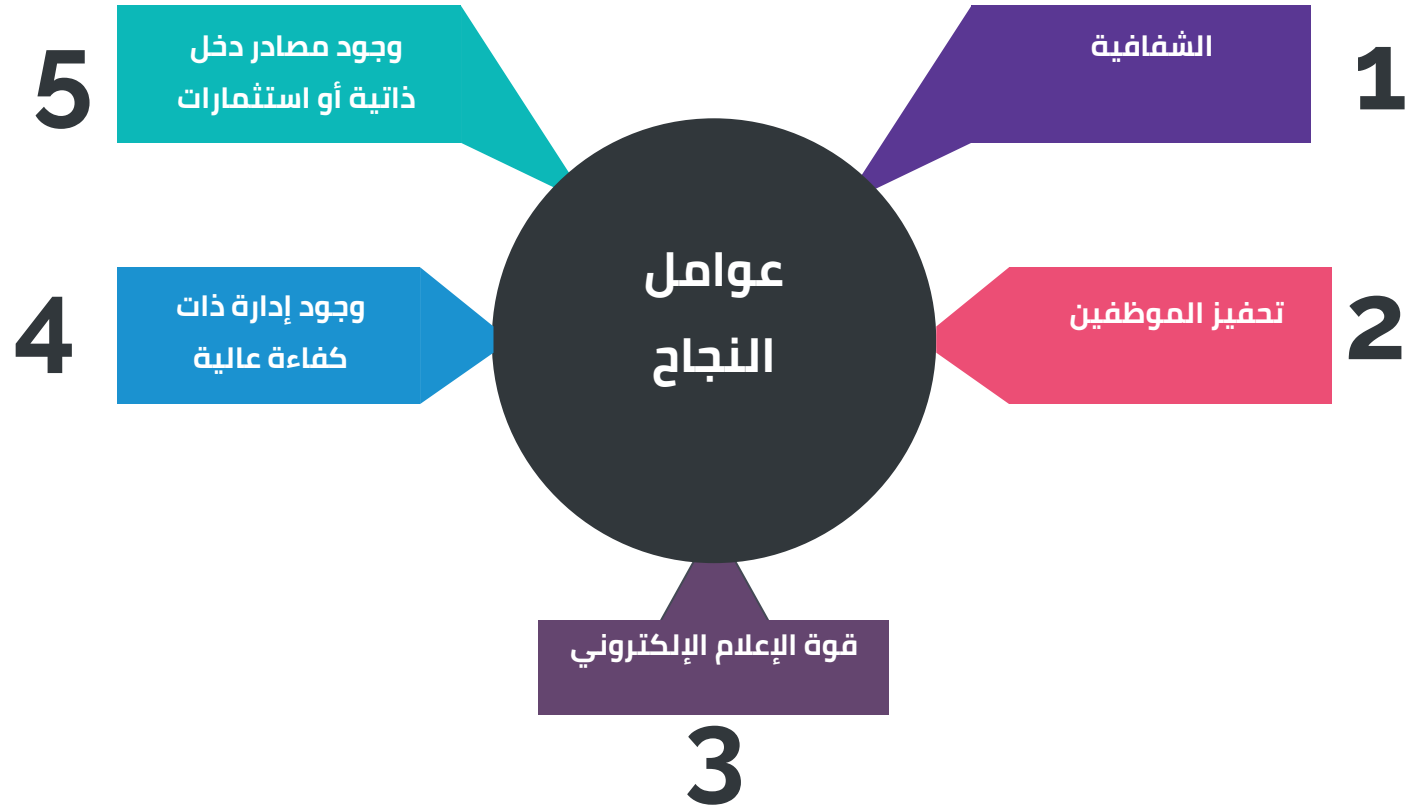 عوامل
النجاح
1
الشفافية
2
تحفيز الموظفين
3
قوة الإعلام الإلكتروني
4
وجود إدارة ذات
كفاءة عالية
5
وجود مصادر دخل
ذاتية أو استثمارات